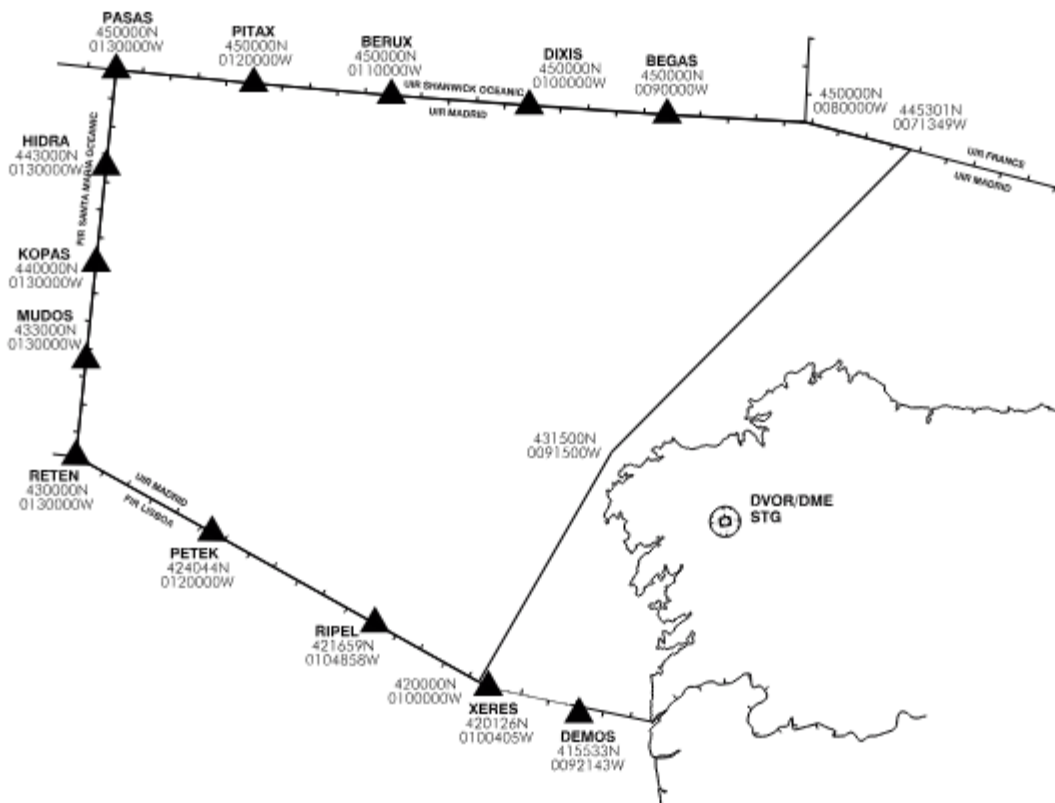 PASAS
450000N
0130000W
PITAX
450000N
0120000W
BERUX
450000N
0110000W
DIXIS
450000N
0100000W
BEGAS
450000N
0090000W
450000N
0080000W
445301N
0071349W
UIR SHANWICK OCEANIC
UIR MADRID
UIR FRANCE
UIR MADRID
HIDRA
443000N
0130000W
FIR SANTA MARIA OCEANIC
KOPAS
440000N
0130000W
MUDOS
433000N
0130000W
RETEN
430000N
0130000W
UIR MADRID
FIR LISBOA
431500N
0091500W
DVOR/DME
STG
PETEK
424044N
0120000W
RIPEL
421659N
0104858W
420000N
0100000W
XERES
420126N
0100405W
DEMOS
415533N
0092143W